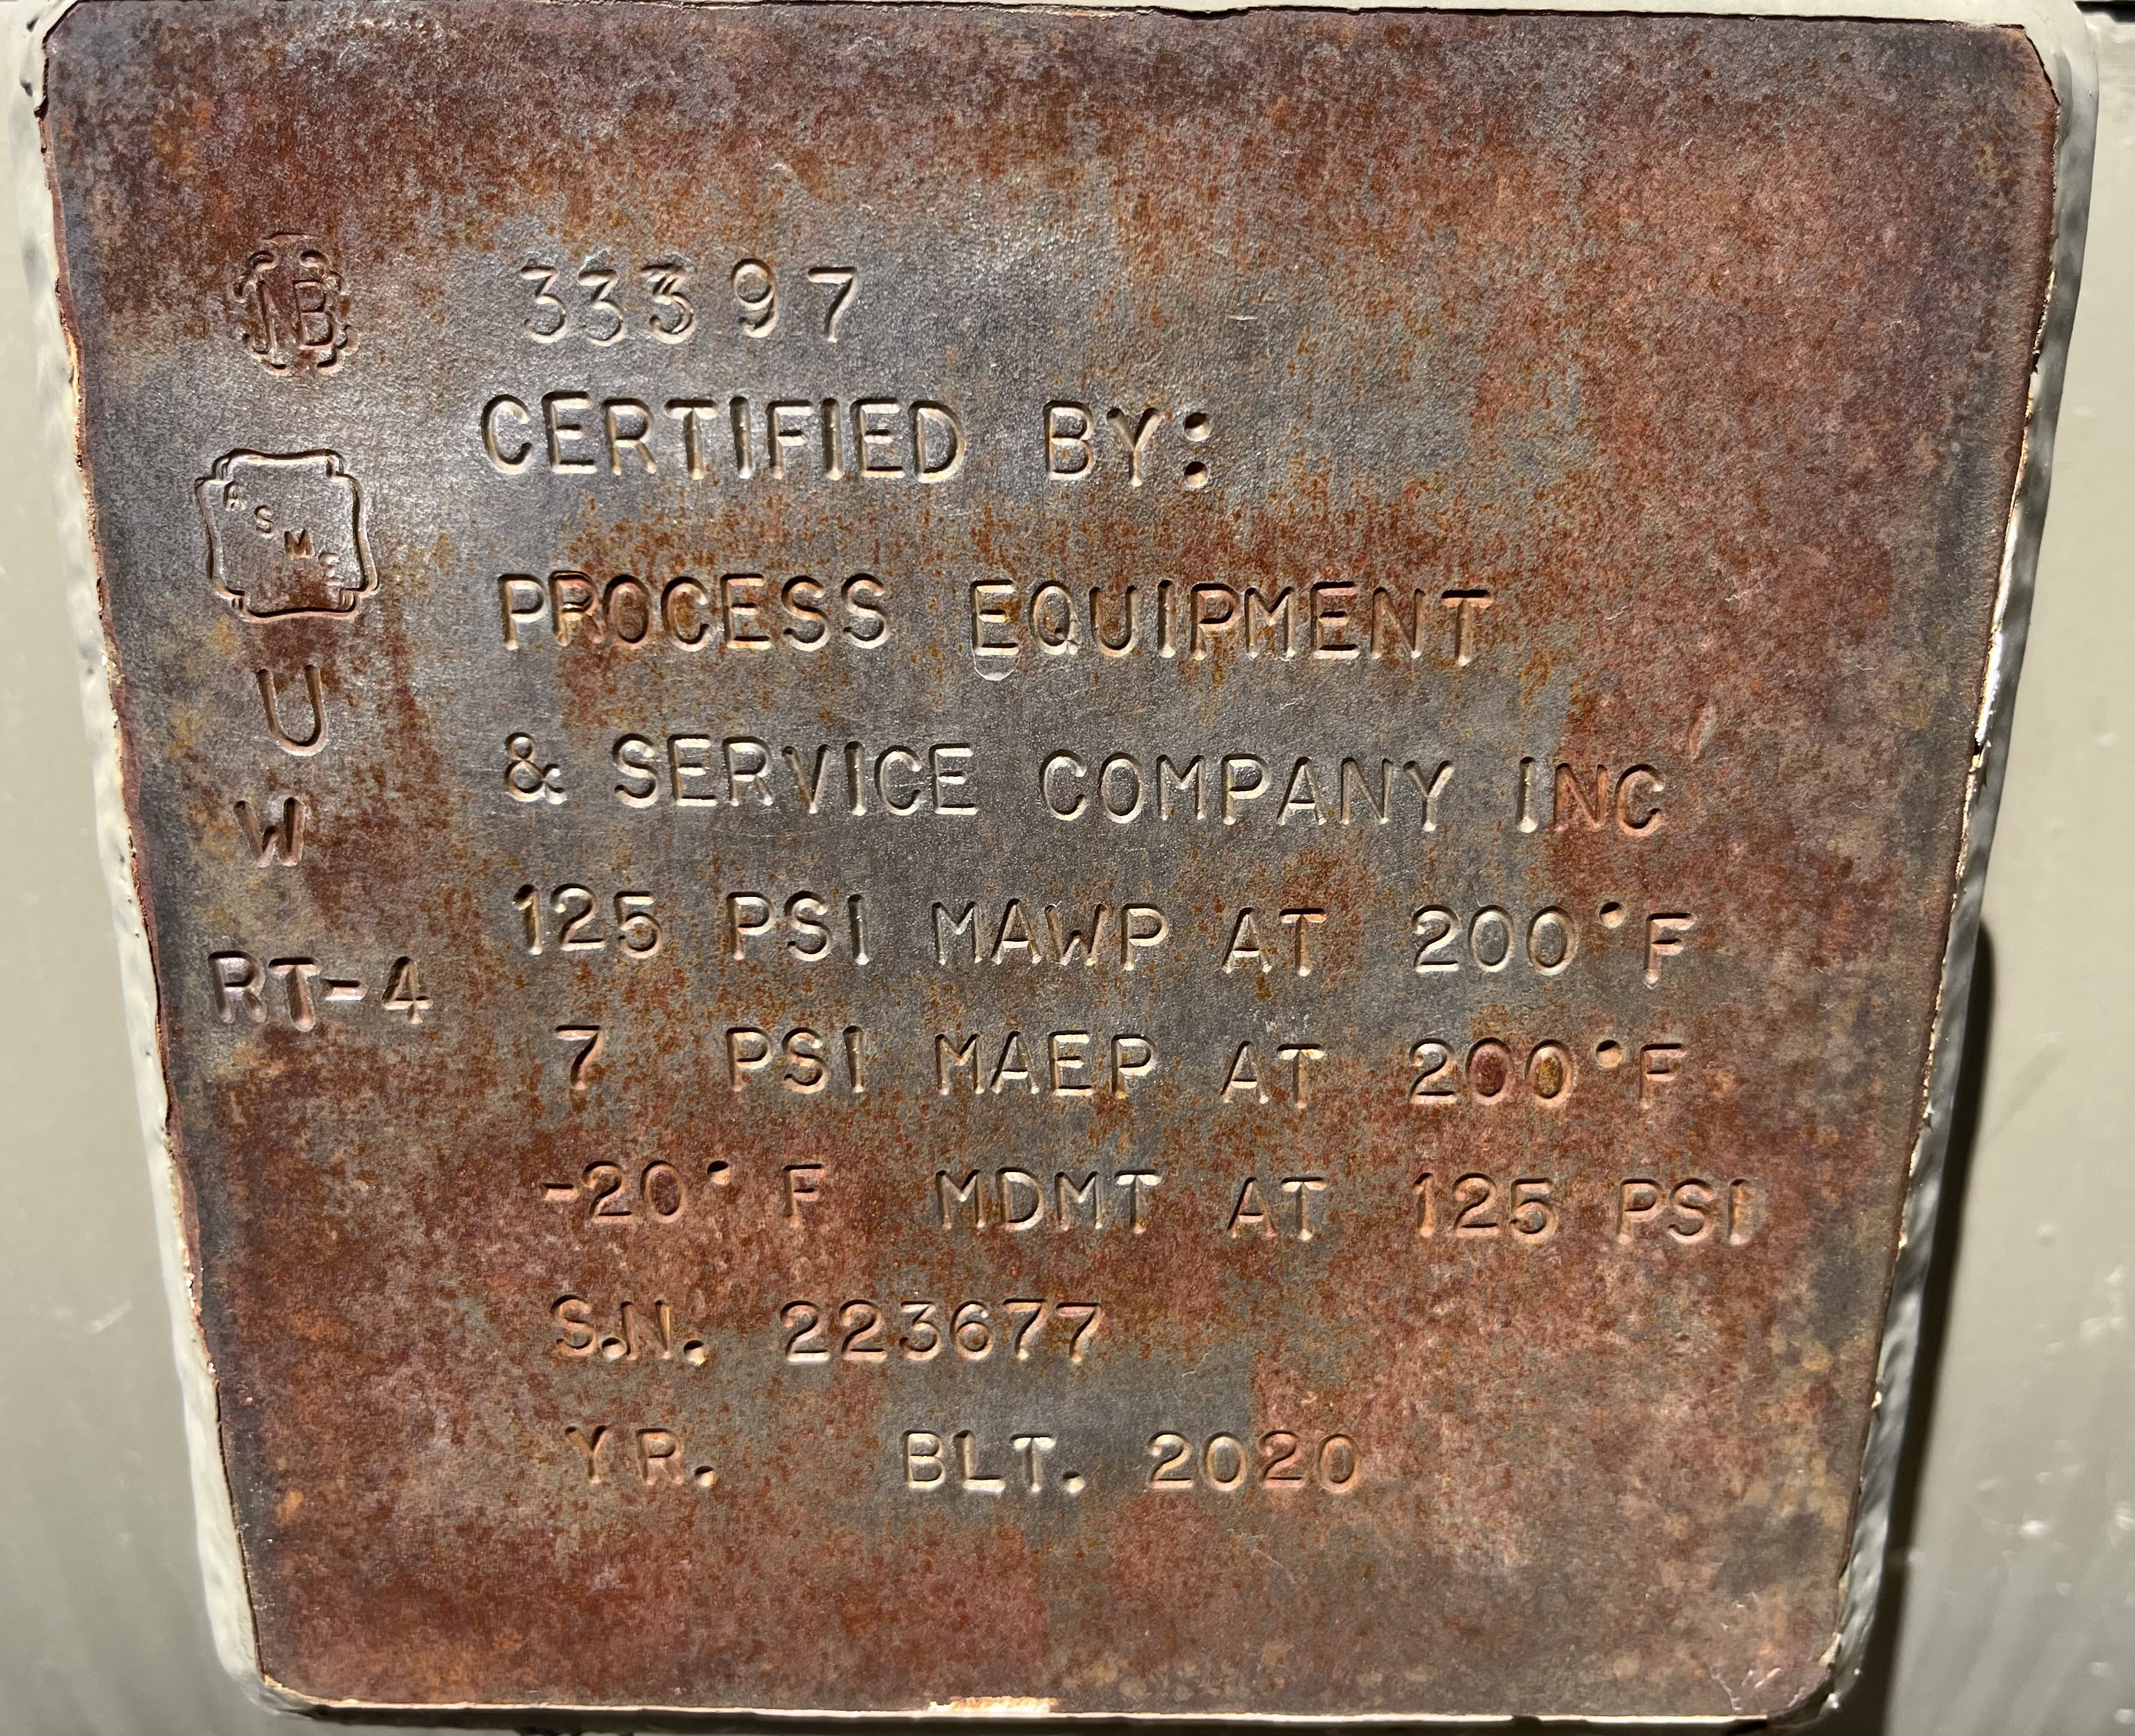 NB 33397
CERTIFIED BY:
ASME
PROCESS EQUIPMENT
U
& SERVICE COMPANY INC
W
125 PSI MAWP AT 200°F
RT-4
7 PSI MAEP AT 200°F
-20° F MDMT AT 125 PSI
S.N. 223677
YR. BLT. 2020